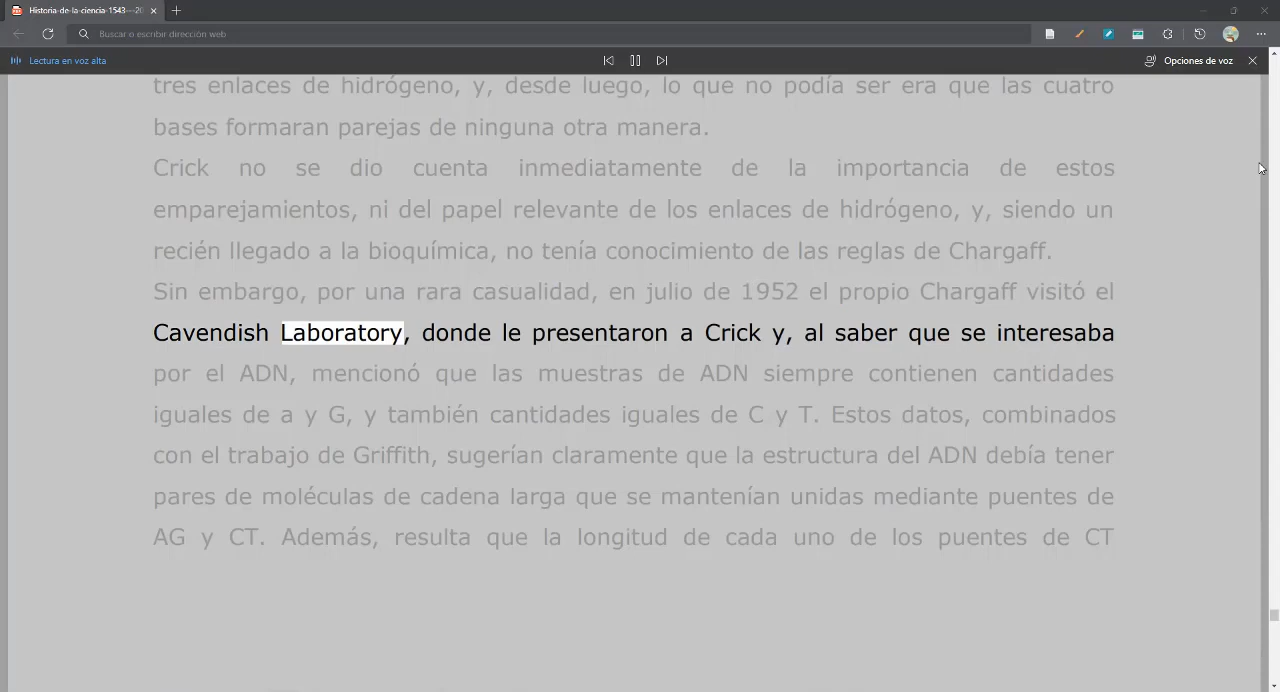 Historia-de-la-ciencia-1543---20
Buscar o escribir dirección web
Lectura en voz alta
Opciones de voz
tres enlaces de hidrógeno, y, desde luego, lo que no podía ser era que las cuatro
bases formaran parejas de ninguna otra manera.
Crick no se dio cuenta inmediatamente de la importancia de estos
emparejamientos, ni del papel relevante de los enlaces de hidrógeno, y, siendo un
recién llegado a la bioquímica, no tenía conocimiento de las reglas de Chargaff.
Sin embargo, por una rara casualidad, en julio de 1952 el propio Chargaff visitó el
Cavendish Laboratory, donde le presentaron a Crick y, al saber que se interesaba
por el ADN, mencionó que las muestras de ADN siempre contienen cantidades
iguales de a y G, y también cantidades iguales de C y T. Estos datos, combinados
con el trabajo de Griffith, sugerían claramente que la estructura del ADN debía tener
pares de moléculas de cadena larga que se mantenían unidas mediante puentes de
AG y CT. Además, resulta que la longitud de cada uno de los puentes de CT